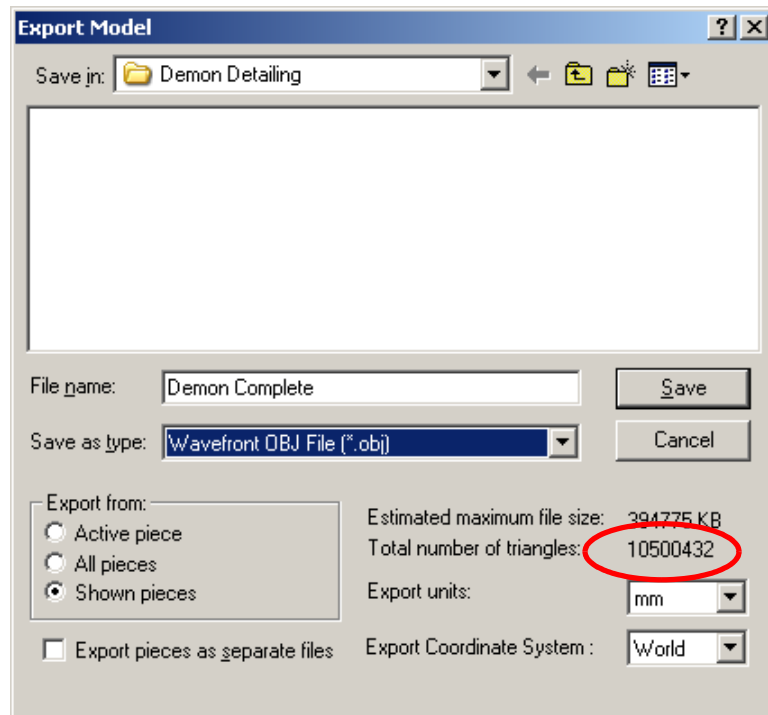 Export Model
Save in: Demon Detailing
File name: Demon Complete
Save
Save as type: Wavefront OBJ File (*.obj)
Cancel
Export from:
Active piece
All pieces
Shown pieces
Estimated maximum file size: 394775 KB
Total number of triangles: 10500432
Export units: mm
Export pieces as separate files
Export Coordinate System : World